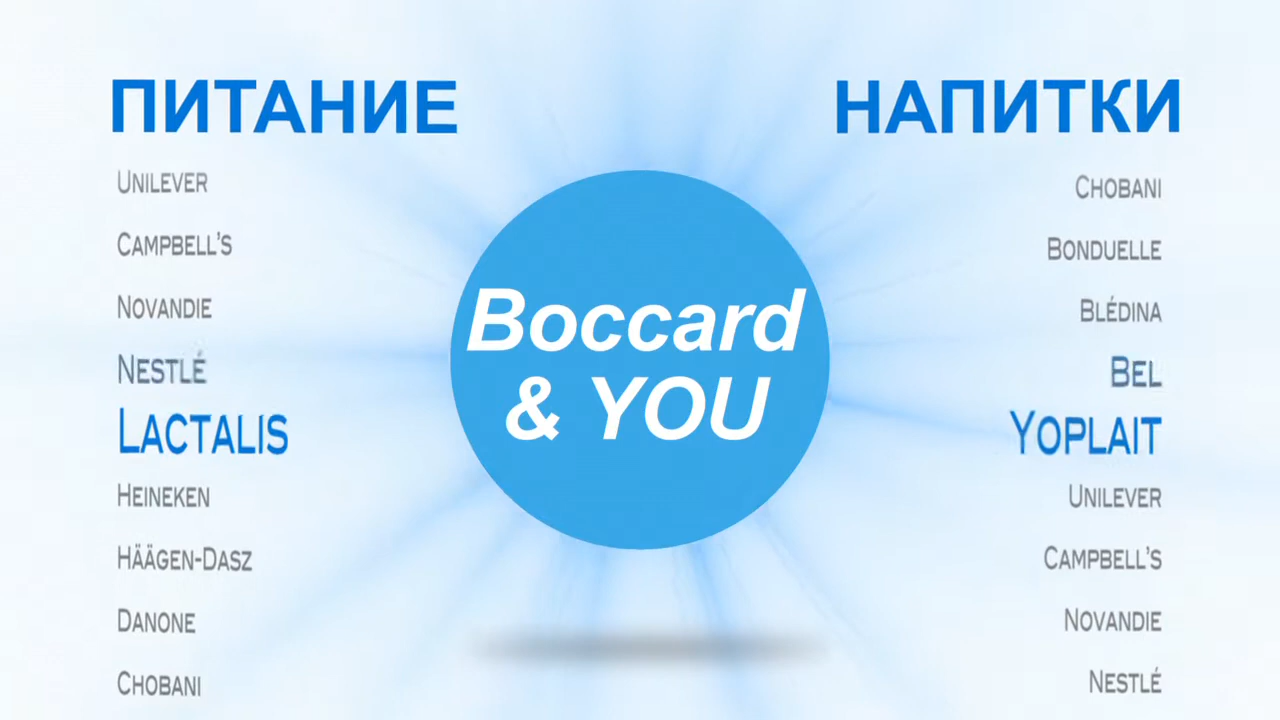 ПИТАНИЕ
UNILEVER
CAMPBELL'S
NOVANDIE
NESTLÉ
LACTALIS
HEINEKEN
HÄÄGEN-DASZ
DANONE
CHOBANI
Boccard
& YOU
НАПИТКИ
CHOBANI
BONDUELLE
BLÉDINA
BEL
YOPLAIT
UNILEVER
CAMPBELL'S
NOVANDIE
NESTLÉ